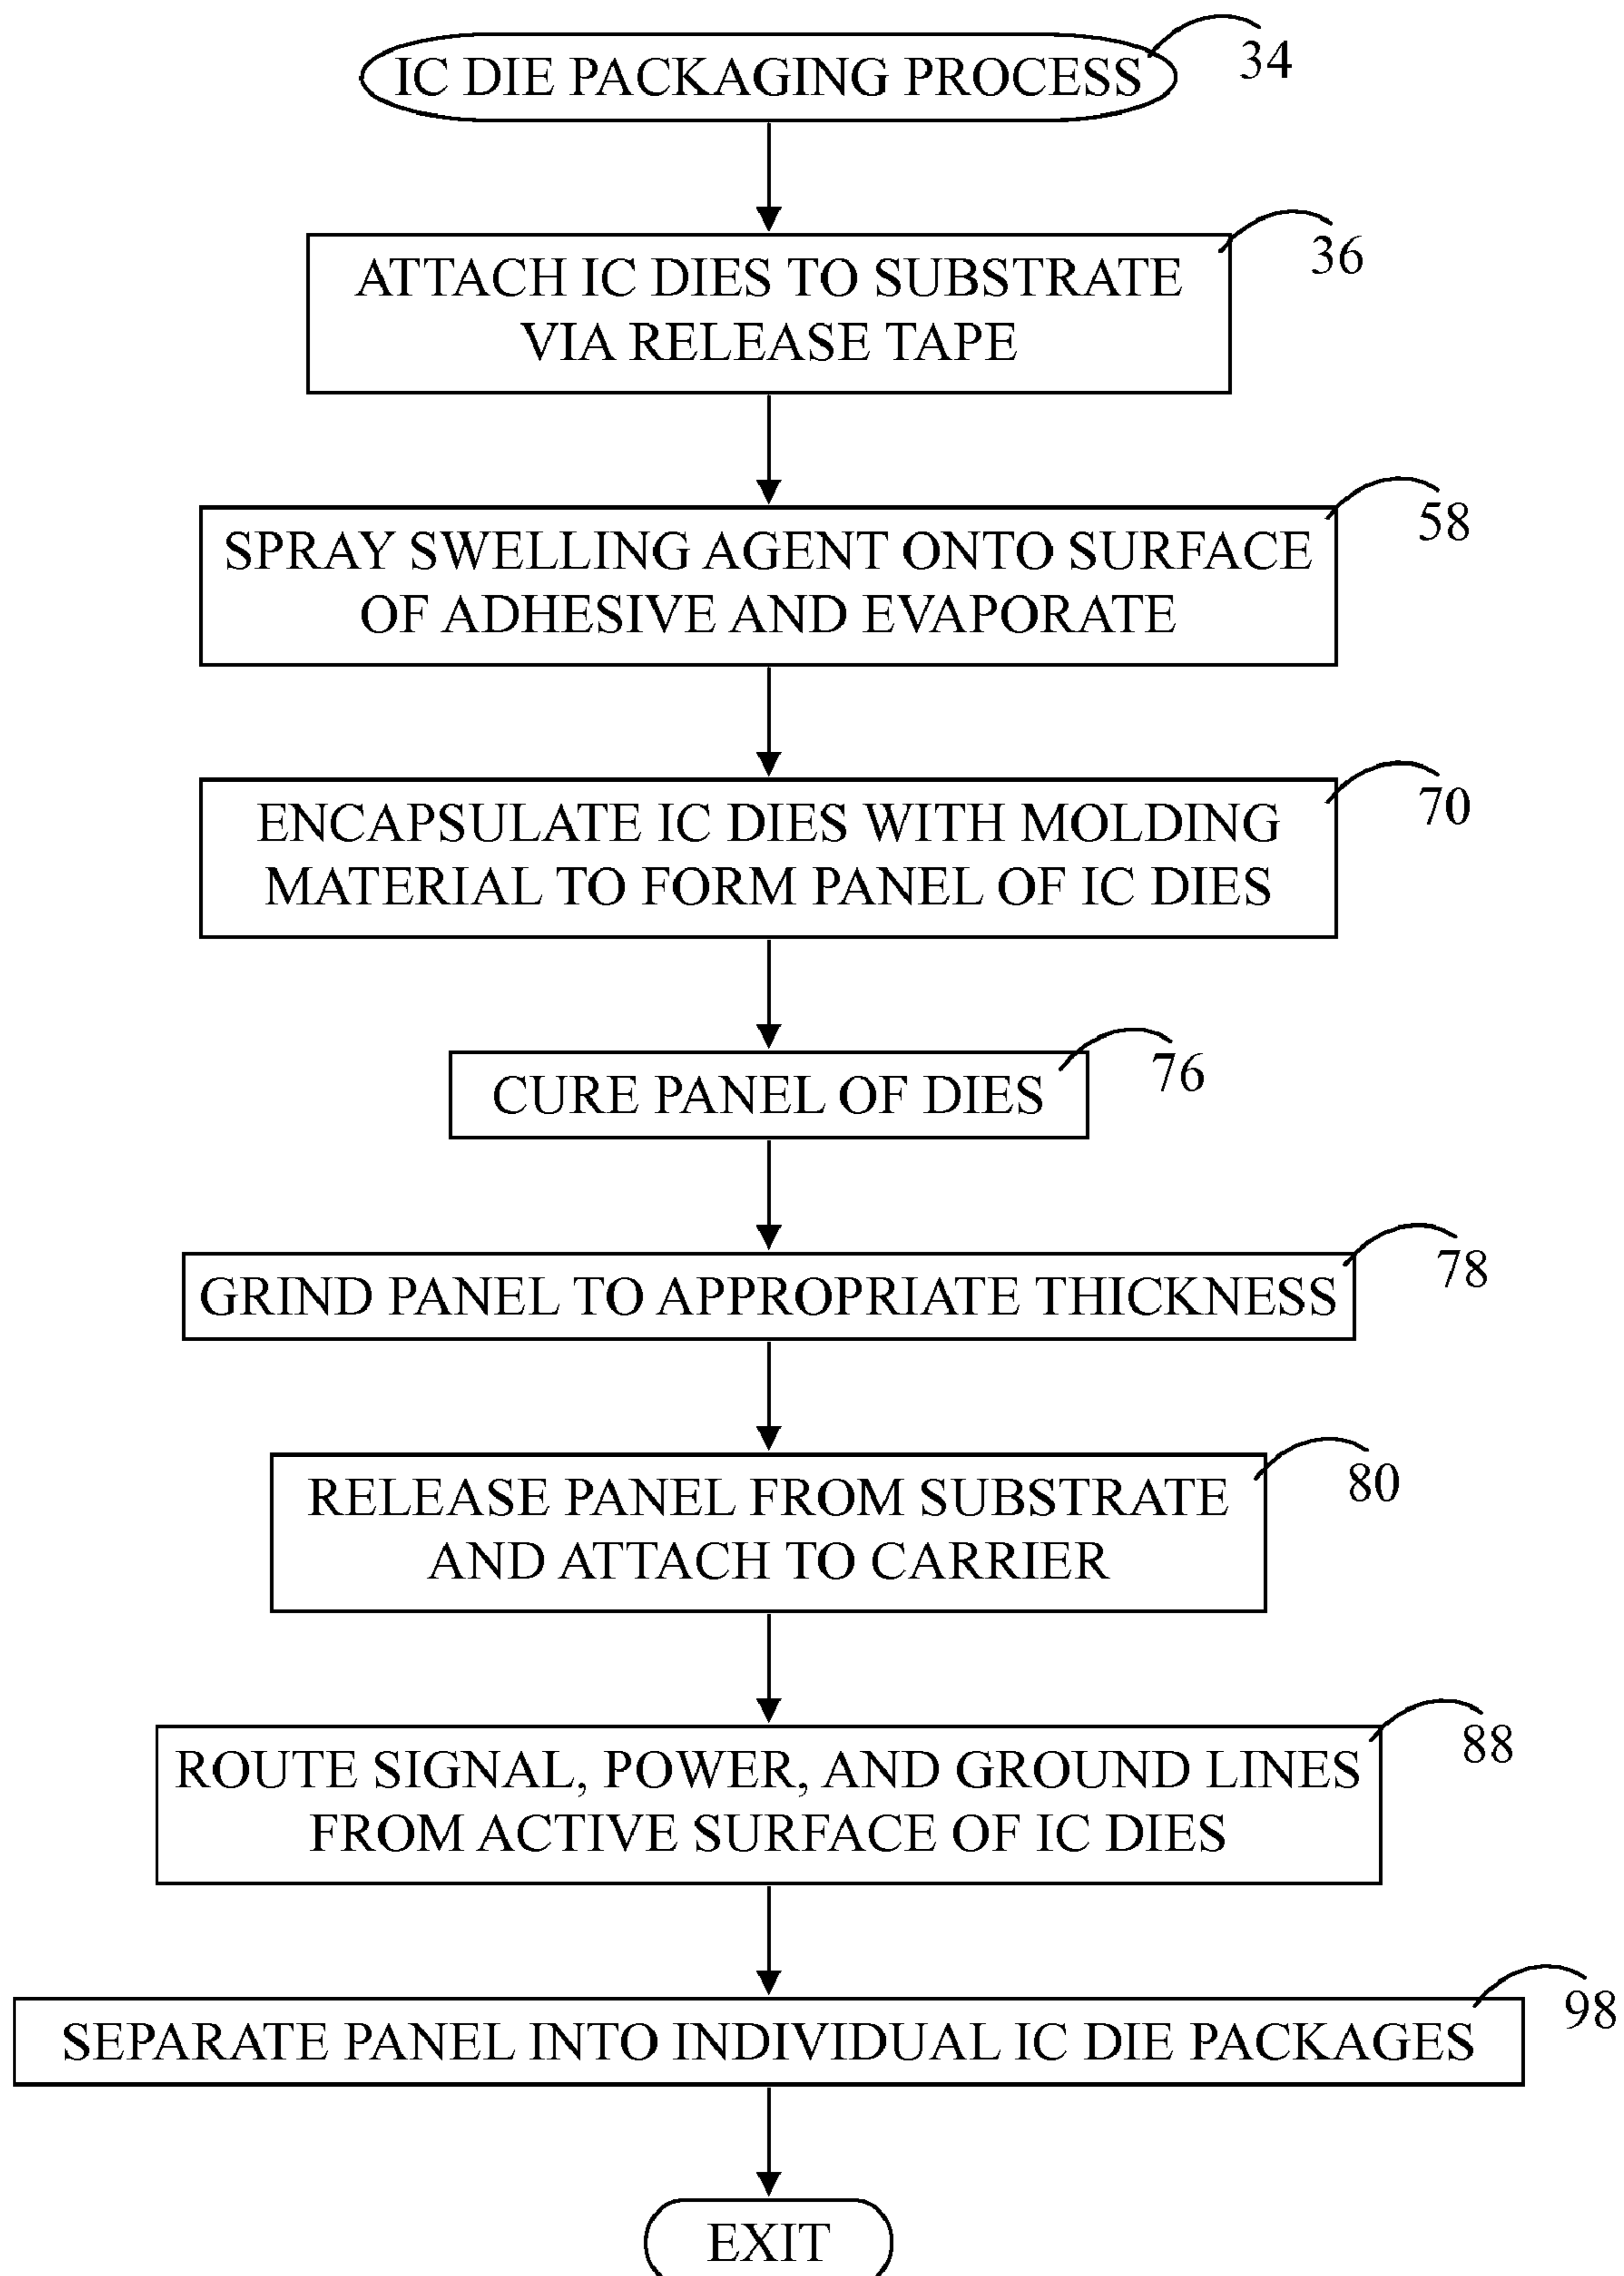 IC DIE PACKAGING PROCESS
34
ATTACH IC DIES TO SUBSTRATE
VIA RELEASE TAPE
36
SPRAY SWELLING AGENT ONTO SURFACE
OF ADHESIVE AND EVAPORATE
58
ENCAPSULATE IC DIES WITH MOLDING
MATERIAL TO FORM PANEL OF IC DIES
70
CURE PANEL OF DIES
76
GRIND PANEL TO APPROPRIATE THICKNESS
78
RELEASE PANEL FROM SUBSTRATE
AND ATTACH TO CARRIER
80
ROUTE SIGNAL, POWER, AND GROUND LINES
FROM ACTIVE SURFACE OF IC DIES
88
SEPARATE PANEL INTO INDIVIDUAL IC DIE PACKAGES
98
EXIT